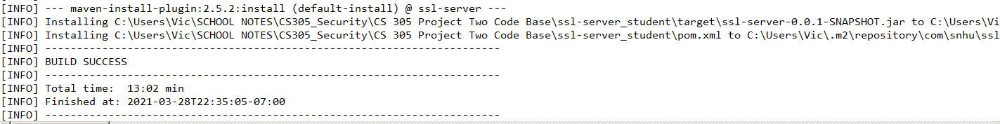 [INFO] --- maven-install-plugin:2.5.2:install (default-install) @ ssl-server ---
[INFO] Installing C:\Users\Vic\SCHOOL NOTES\CS305_Security\CS 305 Project Two Code Base\ssl-server_student\target\ssl-server-0.0.1-SNAPSHOT.jar to C:\Users\Vi
[INFO] Installing C:\Users\Vic\SCHOOL NOTES\CS305_Security\CS 305 Project Two Code Base\ssl-server_student\pom.xml to C:\Users\Vic\.m2\repository\com\snhu\ssl
[INFO] ------------------------------------------------------------------------
[INFO] BUILD SUCCESS
[INFO] ------------------------------------------------------------------------
[INFO] Total time:  13:02 min
[INFO] Finished at: 2021-03-28T22:35:05-07:00
[INFO] ------------------------------------------------------------------------